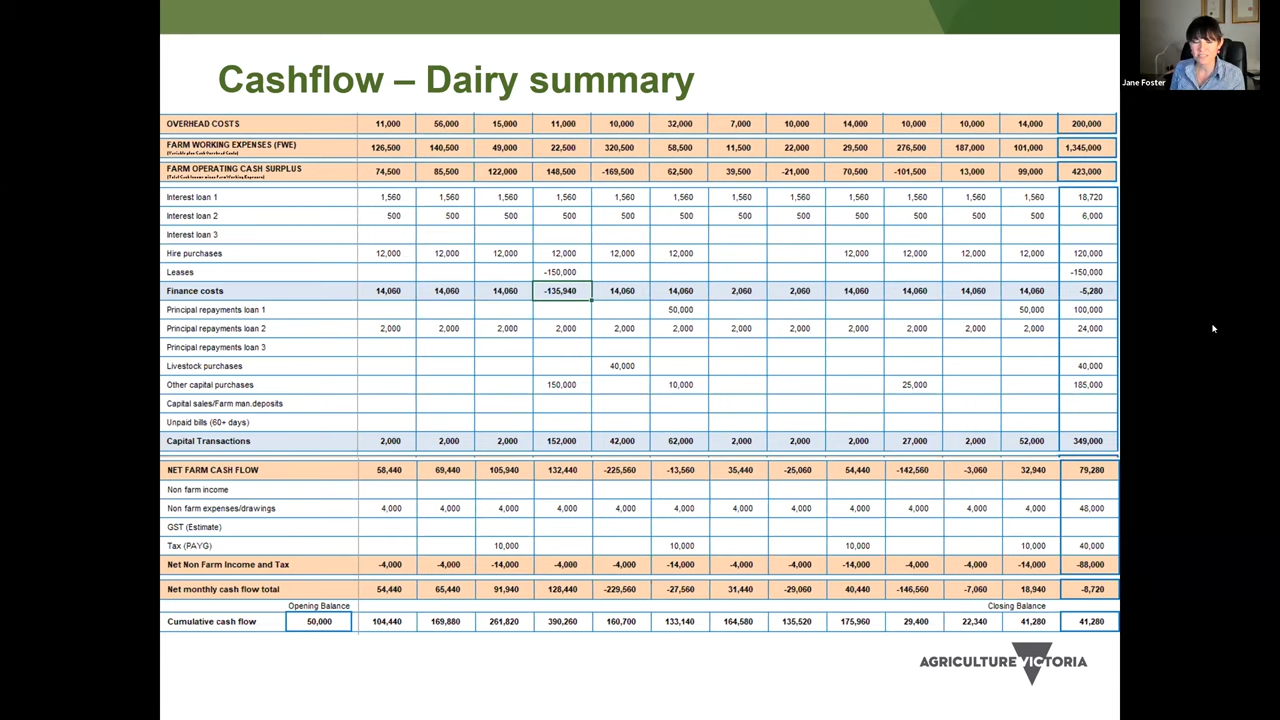 Jane Foster
Cashflow – Dairy summary
OVERHEAD COSTS 11,000 56,000 15,000 11,000 10,000 32,000 7,000 10,000 14,000 10,000 10,000 14,000 200,000
FARM WORKING EXPENSES (FWE) 126,500 140,500 49,000 22,500 320,500 58,500 11,500 22,000 29,500 276,500 187,000 101,000 1,345,000
FARM OPERATING CASH SURPLUS 74,500 85,500 122,000 148,500 -169,500 62,500 39,500 -21,000 70,500 -101,500 13,000 99,000 423,000
Interest loan 1 1,560 1,560 1,560 1,560 1,560 1,560 1,560 1,560 1,560 1,560 1,560 1,560 18,720
Interest loan 2 500 500 500 500 500 500 500 500 500 500 500 500 6,000
Interest loan 3
Hire purchases 12,000 12,000 12,000 12,000 12,000 12,000 12,000 12,000 12,000 12,000 120,000
Leases -150,000 -150,000
Finance costs 14,060 14,060 14,060 -135,940 14,060 14,060 2,060 2,060 14,060 14,060 14,060 14,060 -5,280
Principal repayments loan 1 50,000 50,000 100,000
Principal repayments loan 2 2,000 2,000 2,000 2,000 2,000 2,000 2,000 2,000 2,000 2,000 2,000 2,000 24,000
Principal repayments loan 3
Livestock purchases 40,000 40,000
Other capital purchases 150,000 10,000 25,000 185,000
Capital sales/Farm man.deposits
Unpaid bills (60+ days)
Capital Transactions 2,000 2,000 2,000 152,000 42,000 62,000 2,000 2,000 2,000 27,000 2,000 52,000 349,000
NET FARM CASH FLOW 58,440 69,440 105,940 132,440 -225,560 -13,560 35,440 -25,060 54,440 -142,560 -3,060 32,940 79,280
Non farm income
Non farm expenses/drawings 4,000 4,000 4,000 4,000 4,000 4,000 4,000 4,000 4,000 4,000 4,000 4,000 48,000
GST (Estimate)
Tax (PAYG) 10,000 10,000 10,000 10,000 40,000
Net Non Farm Income and Tax -4,000 -4,000 -14,000 -4,000 -4,000 -14,000 -4,000 -4,000 -14,000 -4,000 -4,000 -14,000 -88,000
Net monthly cash flow total 54,440 65,440 91,940 128,440 -229,560 -27,560 31,440 -29,060 40,440 -146,560 -7,060 18,940 -8,720
Opening Balance Closing Balance
Cumulative cash flow 50,000 104,440 169,880 261,820 390,260 160,700 133,140 164,580 135,520 175,960 29,400 22,340 41,280 41,280
AGRICULTURE VICTORIA